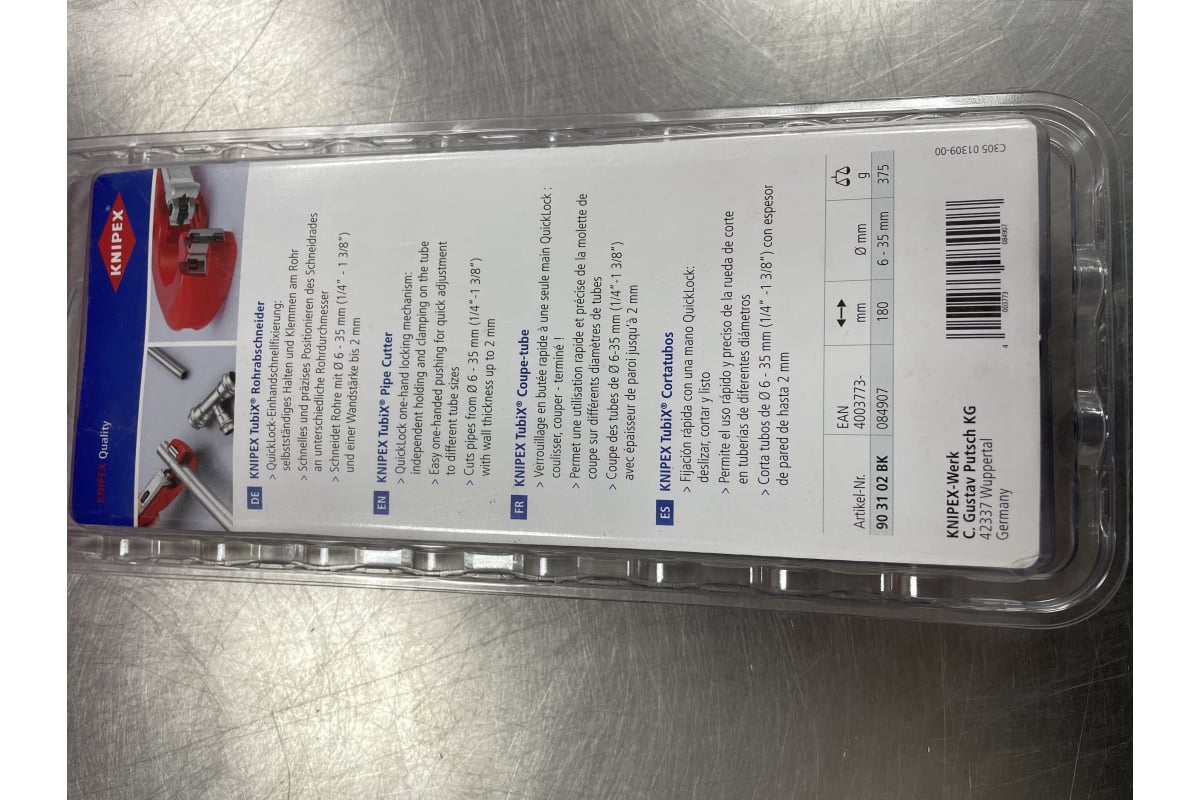 KNIPEX Quality
KNIPEX
DE KNIPEX TubiX® Rohrabschneider
> QuickLock-Einhandschnellfixierung:
selbstständiges Halten und Klemmen am Rohr
> Schnelles und präzises Positionieren des Schneidrades
an unterschiedliche Rohrdurchmesser
> Schneidet Rohre mit Ø 6 - 35 mm (1/4" - 1 3/8")
und einer Wandstärke bis 2 mm
EN KNIPEX TubiX® Pipe Cutter
> QuickLock one-hand locking mechanism:
independent holding and clamping on the tube
> Easy one-handed pushing for quick adjustment
to different tube sizes
> Cuts pipes from Ø 6 - 35 mm (1/4"-1 3/8")
with wall thickness up to 2 mm
FR KNIPEX TubiX® Coupe-tube
> Verrouillage en butée rapide à une seule main QuickLock :
coulisser, couper - terminé !
> Permet une utilisation rapide et précise de la molette de
coupe sur différents diamètres de tubes
> Coupe des tubes de Ø 6-35 mm (1/4" -1 3/8")
avec épaisseur de paroi jusqu'à 2 mm
ES KNIPEX TubiX® Cortatubos
> Fijación rápida con una mano QuickLock:
deslizar, cortar y listo
> Permite el uso rápido y preciso de la rueda de corte
en tuberías de diferentes diámetros
> Corta tubos de Ø 6 - 35 mm (1/4" -1 3/8") con espesor
de pared de hasta 2 mm
Artikel-Nr. EAN 4003773- mm Ø mm g
90 31 02 BK 084907 180 6 - 35 mm 375
KNIPEX-Werk
C. Gustav Putsch KG
42337 Wuppertal
Germany
4 003773 084907
C305 01309-00